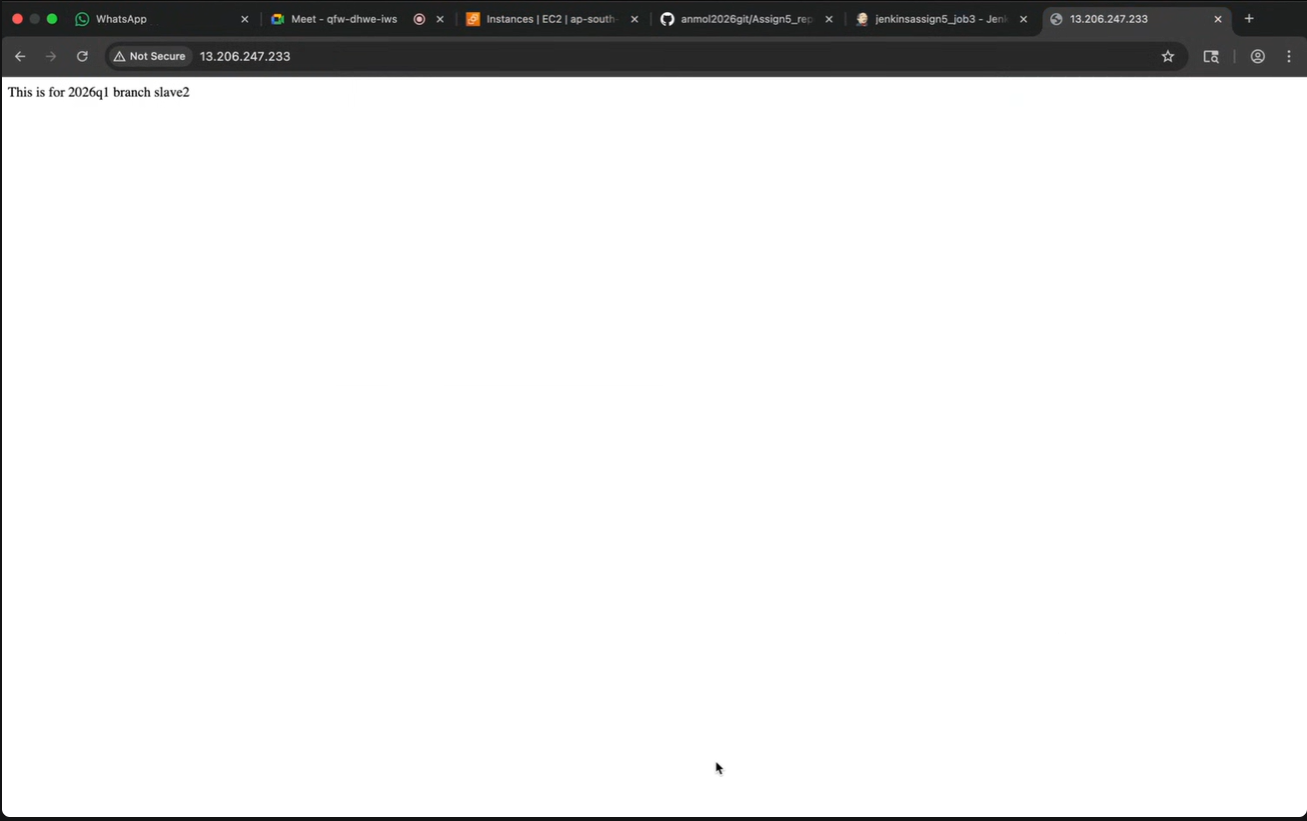 WhatsApp
Meet - qfw-dhwe-iws
Instances | EC2 | ap-south-
anmol2026git/Assign5_rep
jenkinsassign5_job3 - Jen
13.206.247.233
Not Secure
13.206.247.233
This is for 2026q1 branch slave2